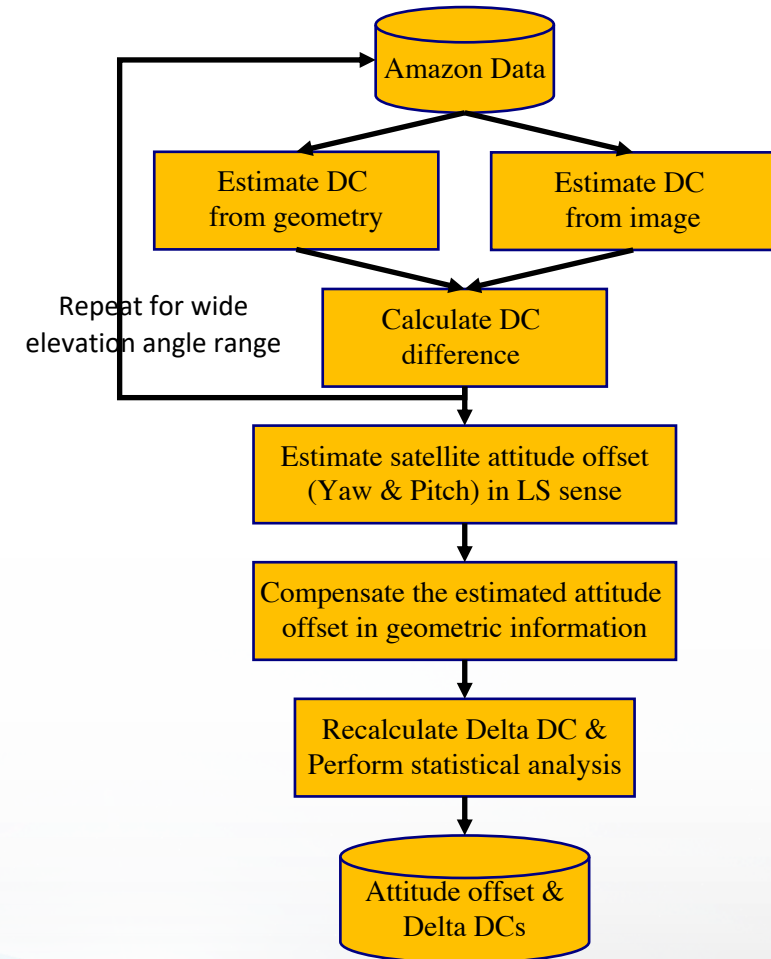 Amazon Data
Estimate DC
from geometry
Estimate DC
from image
Repeat for wide
elevation angle range
Calculate DC
difference
Estimate satellite attitude offset
(Yaw & Pitch) in LS sense
Compensate the estimated attitude
offset in geometric information
Recalculate Delta DC &
Perform statistical analysis
Attitude offset &
Delta DCs